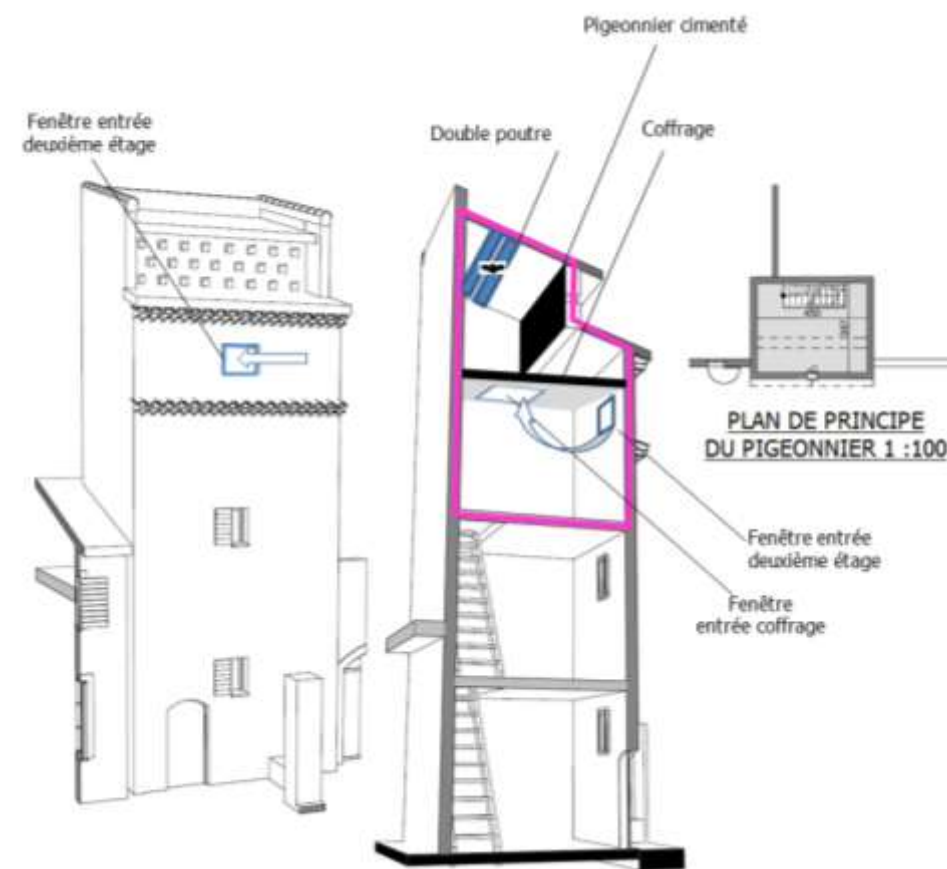 Pigeonnier cimenté
Fenêtre entrée
deuxième étage
Double poutre
Coffrage
PLAN DE PRINCIPE
DU PIGEONNIER 1 :100
Fenêtre entrée
deuxième étage
Fenêtre
entrée coffrage